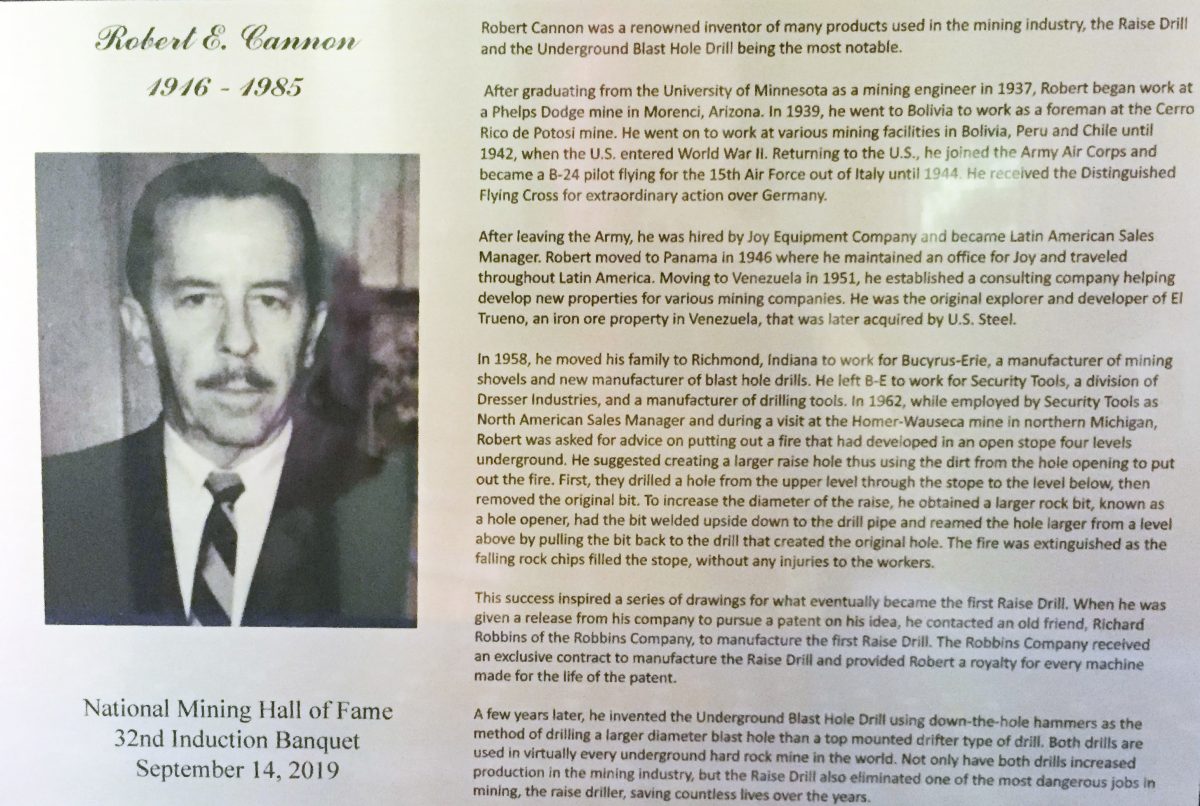 Robert E. Cannon
1916 - 1985
National Mining Hall of Fame
32nd Induction Banquet
September 14, 2019
Robert Cannon was a renowned inventor of many products used in the mining industry, the Raise Drill
and the Underground Blast Hole Drill being the most notable.
After graduating from the University of Minnesota as a mining engineer in 1937, Robert began work at
a Phelps Dodge mine in Morenci, Arizona. In 1939, he went to Bolivia to work as a foreman at the Cerro
Rico de Potosi mine. He went on to work at various mining facilities in Bolivia, Peru and Chile until
1942, when the U.S. entered World War II. Returning to the U.S., he joined the Army Air Corps and
became a B-24 pilot flying for the 15th Air Force out of Italy until 1944. He received the Distinguished
Flying Cross for extraordinary action over Germany.
After leaving the Army, he was hired by Joy Equipment Company and became Latin American Sales
Manager. Robert moved to Panama in 1946 where he maintained an office for Joy and traveled
throughout Latin America. Moving to Venezuela in 1951, he established a consulting company helping
develop new properties for various mining companies. He was the original explorer and developer of El
Trueno, an iron ore property in Venezuela, that was later acquired by U.S. Steel.
In 1958, he moved his family to Richmond, Indiana to work for Bucyrus-Erie, a manufacturer of mining
shovels and new manufacturer of blast hole drills. He left B-E to work for Security Tools, a division of
Dresser Industries, and a manufacturer of drilling tools. In 1962, while employed by Security Tools as
North American Sales Manager and during a visit at the Homer-Wauseca mine in northern Michigan,
Robert was asked for advice on putting out a fire that had developed in an open stope four levels
underground. He suggested creating a larger raise hole thus using the dirt from the hole opening to put
out the fire. First, they drilled a hole from the upper level through the stope to the level below, then
removed the original bit. To increase the diameter of the raise, he obtained a larger rock bit, known as
a hole opener, had the bit welded upside down to the drill pipe and reamed the hole larger from a level
above by pulling the bit back to the drill that created the original hole. The fire was extinguished as the
falling rock chips filled the stope, without any injuries to the workers.
This success inspired a series of drawings for what eventually became the first Raise Drill. When he was
given a release from his company to pursue a patent on his idea, he contacted an old friend, Richard
Robbins of the Robbins Company, to manufacture the first Raise Drill. The Robbins Company received
an exclusive contract to manufacture the Raise Drill and provided Robert a royalty for every machine
made for the life of the patent.
A few years later, he invented the Underground Blast Hole Drill using down-the-hole hammers as the
method of drilling a larger diameter blast hole than a top mounted drifter type of drill. Both drills are
used in virtually every underground hard rock mine in the world. Not only have both drills increased
production in the mining industry, but the Raise Drill also eliminated one of the most dangerous jobs in
mining, the raise driller, saving countless lives over the years.